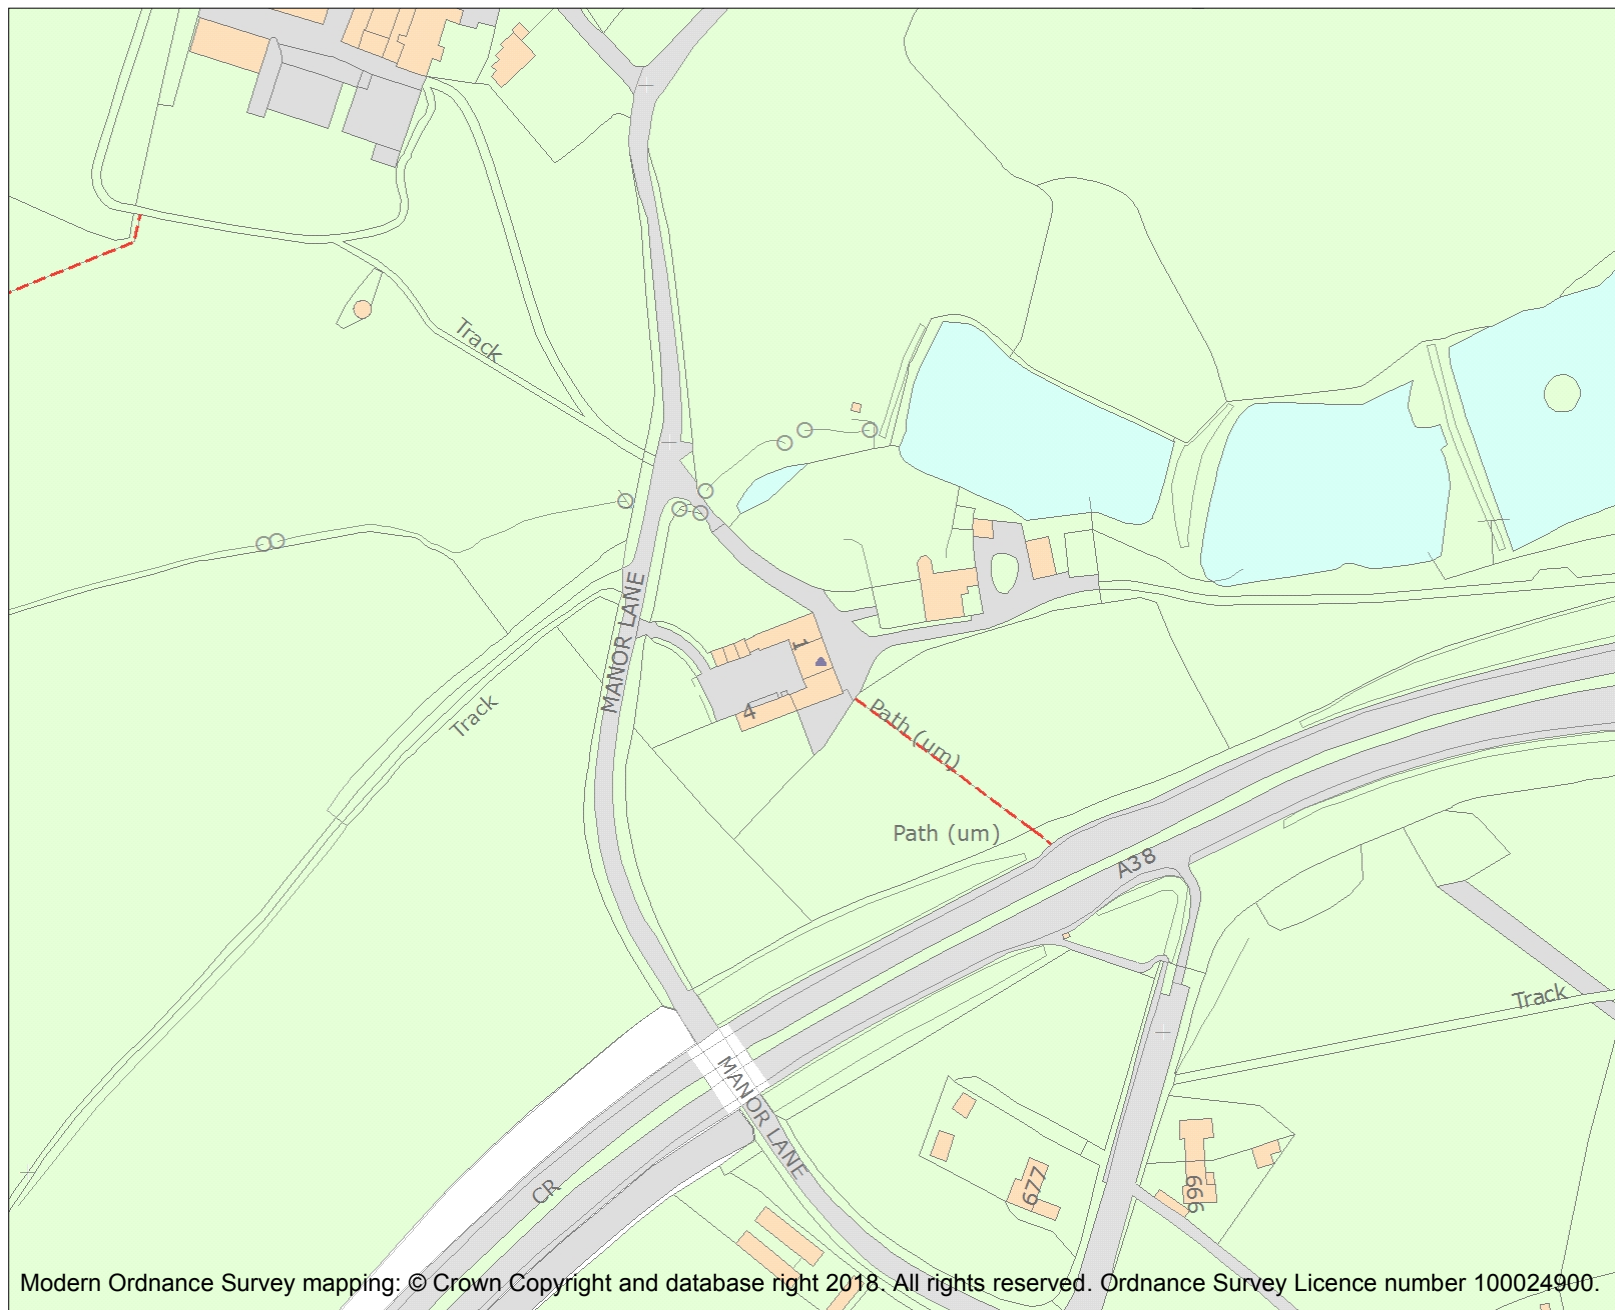 Track
MANOR LANE
1
4
Track
Path (um)
Path (um)
A38
Track
MANOR LANE
CR
677
666
Modern Ordnance Survey mapping: © Crown Copyright and database right 2018. All rights reserved. Ordnance Survey Licence number 100024900.